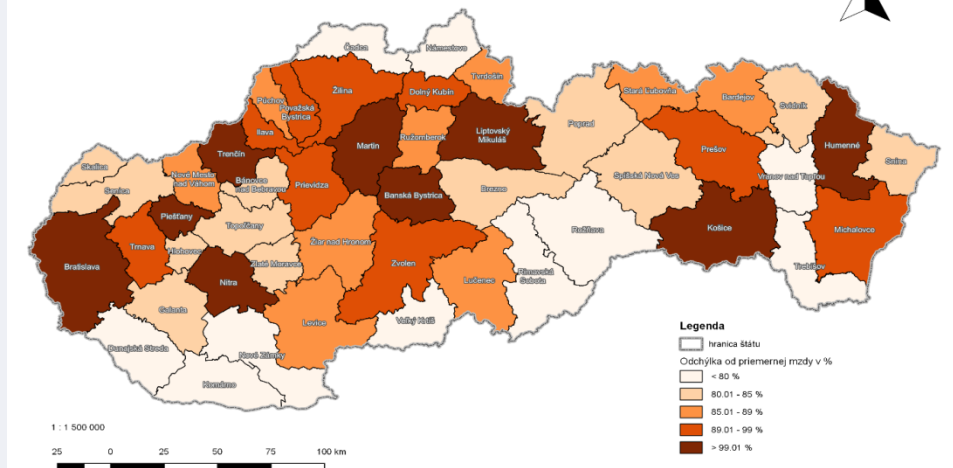 Čadca
Námestovo
Tvrdošín
Stará Ľubovňa
Bardejov
Svidník
Púchov
Považská
Bystrica
Žilina
Dolný Kubín
Ilava
Martin
Ružomberok
Liptovský
Mikuláš
Poprad
Prešov
Humenné
Snina
Trenčín
Skalica
Senica
Nové Mesto
nad Váhom
Bánovce
nad Bebravou
Prievidza
Banská Bystrica
Brezno
Spišská Nová Ves
Vranov nad Topľou
Piešťany
Topoľčany
Trnava
Hlohovec
Zlaté Moravce
Žiar nad Hronom
Zvolen
Rožňava
Košice
Michalovce
Bratislava
Nitra
Lučenec
Rimavská
Sobota
Trebišov
Galanta
Levice
Veľký Krtíš
Dunajská Streda
Nové Zámky
Komárno
Legenda
hranica štátu
Odchýlka od priemernej mzdy v %
< 80 %
80.01 - 85 %
85.01 - 89 %
89.01 - 99 %
> 99.01 %
1 : 1 500 000
25 0 25 50 75 100 km